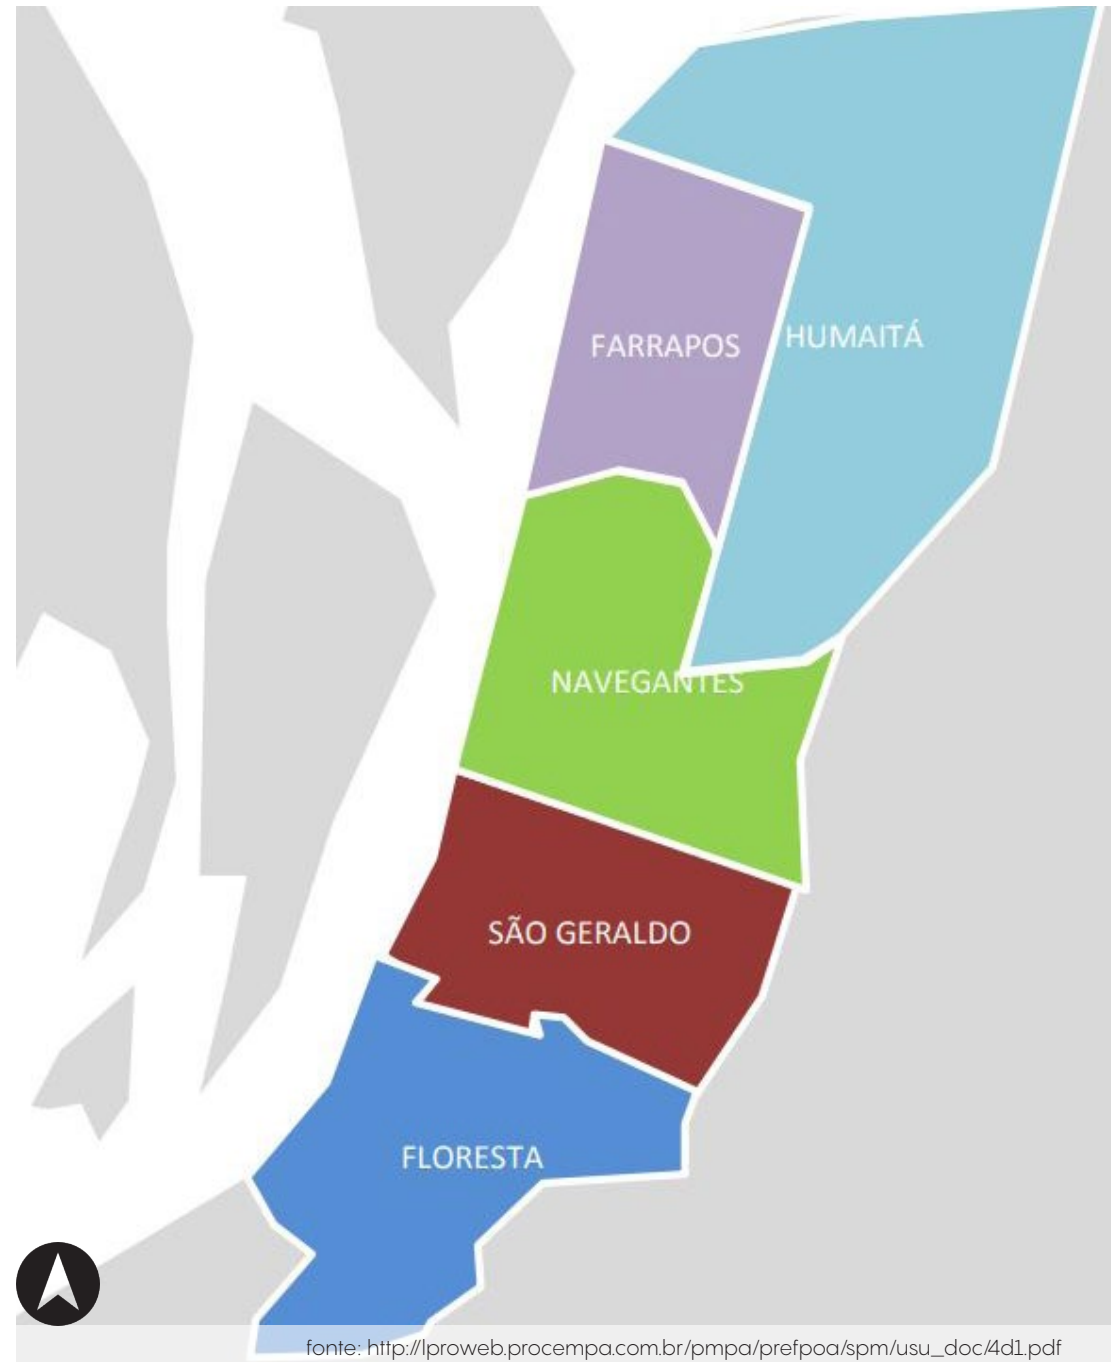 HUMAITÁ
FARRAPOS
NAVEGANTES
SÃO GERALDO
FLORESTA
fonte: http://lproweb.procempa.com.br/pmpa/prefpoa/spm/usu_doc/4d1.pdf